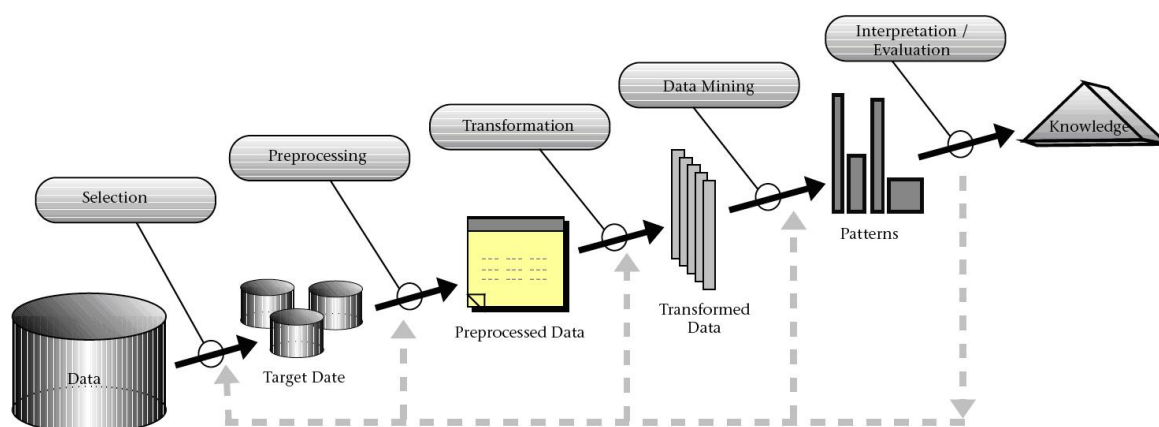 Interpretation /
Evaluation
Data Mining
Transformation
Preprocessing
Selection
Data
Target Date
Preprocessed Data
Transformed
Data
Patterns
Knowledge